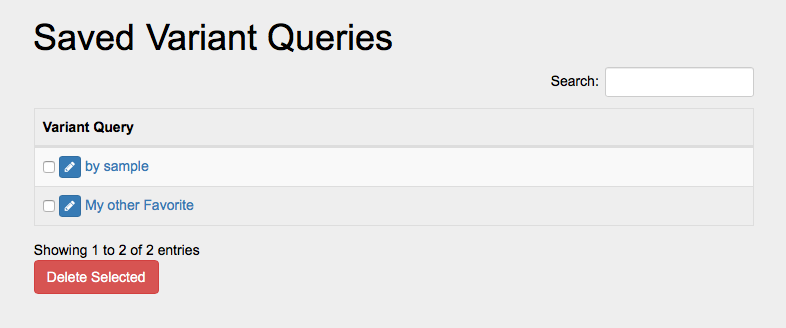 Saved Variant Queries
Search:
Variant Query
by sample
My other Favorite
Showing 1 to 2 of 2 entries
Delete Selected